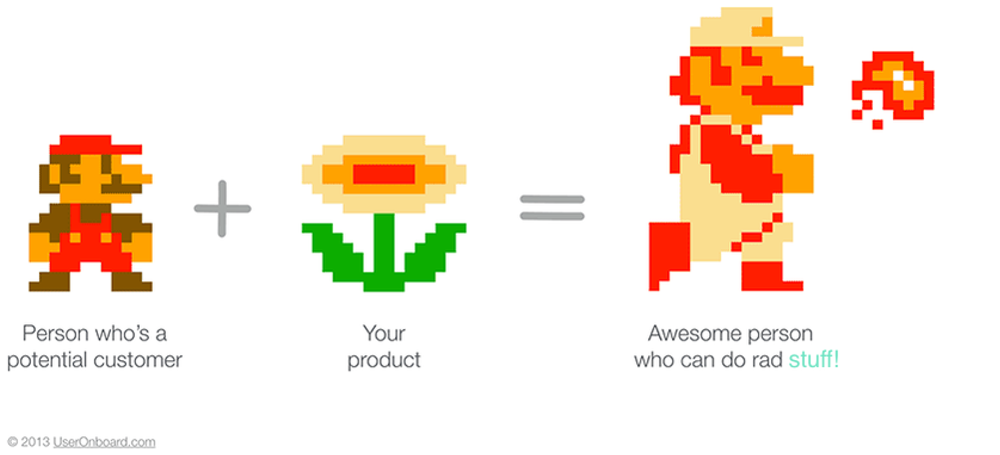 Person who’s a
potential customer
Your
product
Awesome person
who can do rad stuff!
© 2013 UserOnboard.com